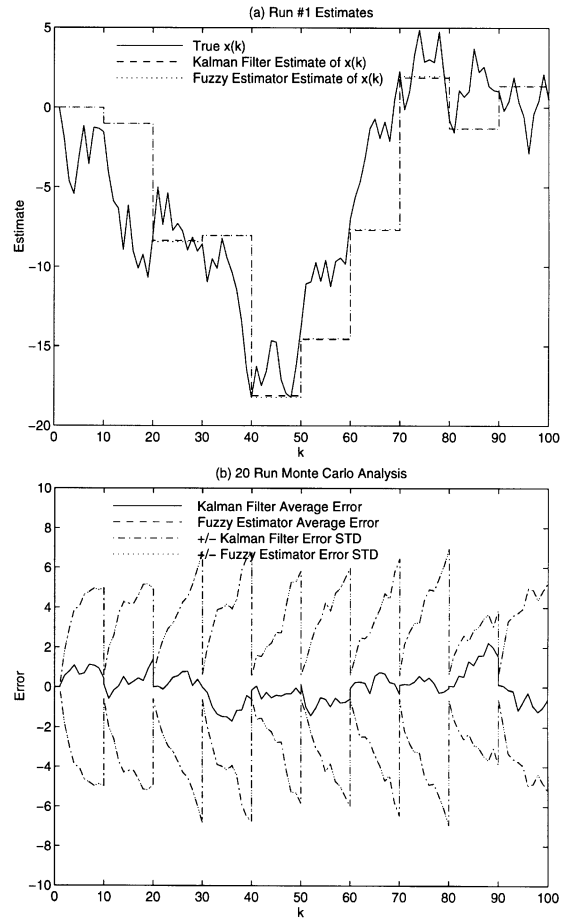 (a) Run #1 Estimates
5
0
−5
−10
−15
−20
Estimate
True x(k)
Kalman Filter Estimate of x(k)
Fuzzy Estimator Estimate of x(k)
0 10 20 30 40 50 60 70 80 90 100
k
(b) 20 Run Monte Carlo Analysis
10
8
6
4
2
0
−2
−4
−6
−8
−10
Error
Kalman Filter Average Error
Fuzzy Estimator Average Error
+/− Kalman Filter Error STD
+/− Fuzzy Estimator Error STD
0 10 20 30 40 50 60 70 80 90 100
k